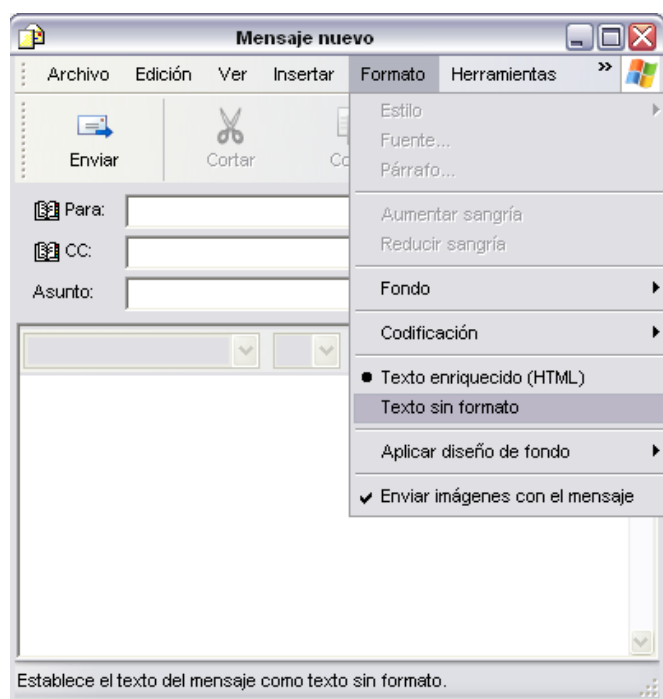 Mensaje nuevo
Archivo Edición Ver Insertar Formato Herramientas »
Enviar Cortar
Para:
CC:
Asunto:
Estilo
Fuente...
Párrafo...
Aumentar sangría
Reducir sangría
Fondo
Codificación
Texto enriquecido (HTML)
Texto sin formato
Aplicar diseño de fondo
Enviar imágenes con el mensaje
Establece el texto del mensaje como texto sin formato.